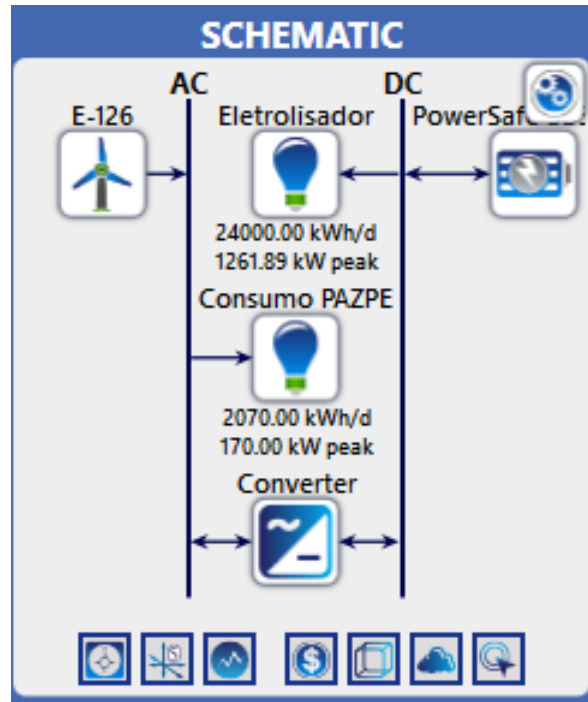 SCHEMATIC
AC DC
E-126 Eletrolisador PowerSafe
24000.00 kWh/d
1261.89 kW peak
Consumo PAZPE
2070.00 kWh/d
170.00 kW peak
Converter